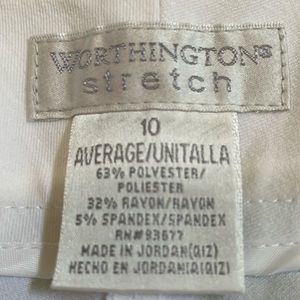 WORTHINGTON®
stretch
10
AVERAGE/UNITALLA
63% POLYESTER/
POLIESTER
32% RAYON/RAYON
5% SPANDEX/SPANDEX
RN#93677
MADE IN JORDAN(QIZ)
HECHO EN JORDANIA(QIZ)